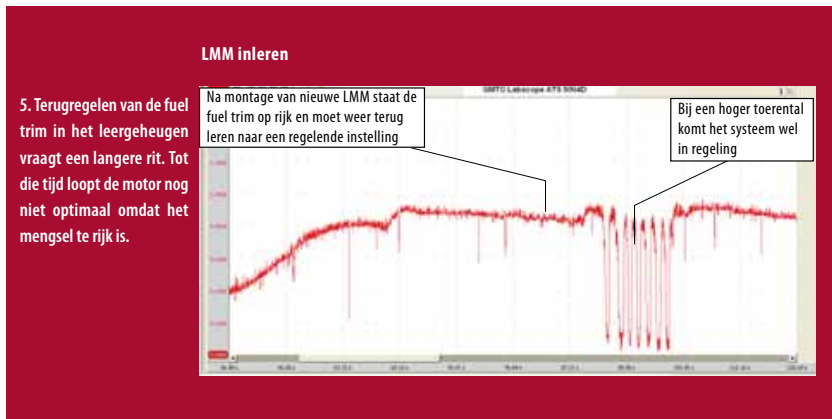 LMM inleren
5. Terugregelen van de fuel
trim in het leergeheugen
vraagt een langere rit. Tot
die tijd loopt de motor nog
niet optimaal omdat het
mengsel te rijk is.
GMTO Labscope ATS 5004D
Na montage van nieuwe LMM staat de
fuel trim op rijk en moet weer terug
leren naar een regelende instelling
Bij een hoger toerental
komt het systeem wel
in regeling